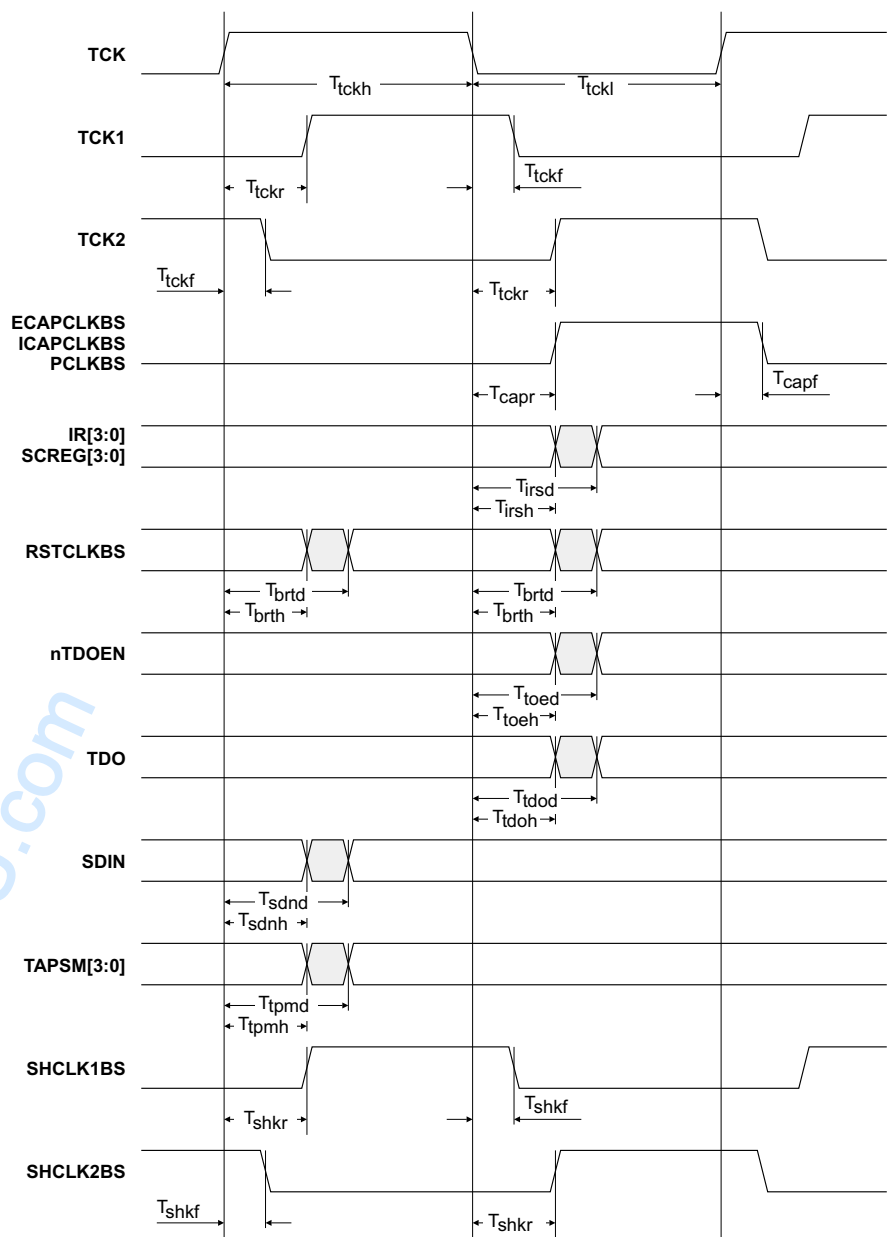 TCK
Ttckh
Ttckl
TCK1
Ttckr
Ttckf
TCK2
Ttckf
Ttckr
ECAPCLKBS
ICAPCLKBS
PCLKBS
Tcapr
Tcapf
IR[3:0]
SCREG[3:0]
Tirsd
Tirsh
RSTCLKBS
Tbrtd
Tbrtd
Tbrth
Tbrth
nTDOEN
Ttoed
Ttoeh
TDO
Ttdod
Ttdoh
SDIN
Tsdnd
Tsdnh
TAPSM[3:0]
Ttpmd
Ttpmh
SHCLK1BS
Tshkr
Tshkf
SHCLK2BS
Tshkf
Tshkr
.com